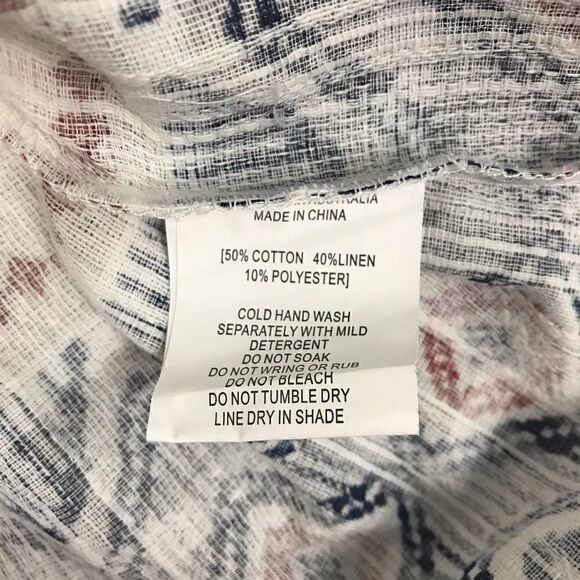 AUSTRALIA
MADE IN CHINA
[50% COTTON 40%LINEN
10% POLYESTER]
COLD HAND WASH
SEPARATELY WITH MILD
DETERGENT
DO NOT SOAK
DO NOT WRING OR RUB
DO NOT BLEACH
DO NOT TUMBLE DRY
LINE DRY IN SHADE